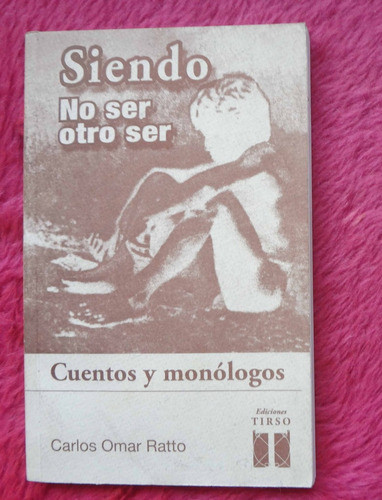 Siendo
No ser
otro ser
Cuentos y monólogos
Ediciones
TIRSO
Carlos Omar Ratto